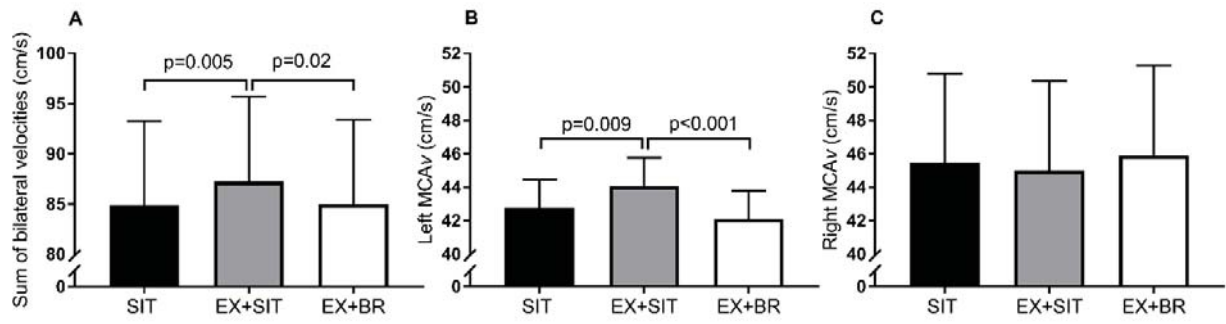 A
Sum of bilateral velocities (cm/s)
100
95
90
85
80
0
p=0.005
p=0.02
SIT
EX+SIT
EX+BR
B
Left MCAv (cm/s)
52
50
48
46
44
42
40
0
p=0.009
p<0.001
SIT
EX+SIT
EX+BR
C
Right MCAv (cm/s)
52
50
48
46
44
42
40
0
SIT
EX+SIT
EX+BR